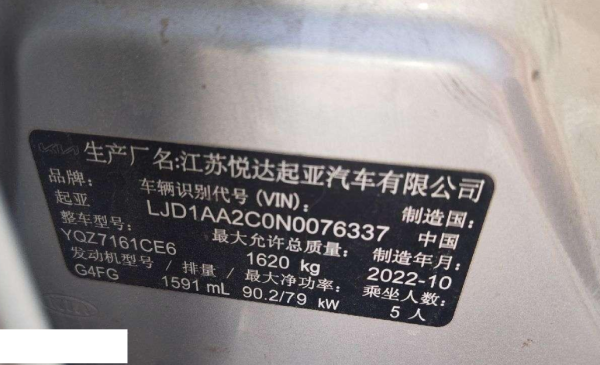 KIA 生产厂名:江苏悦达起亚汽车有限公司
品牌: 车辆识别代号(VIN): 制造国:
起亚 LJD1AA2C0N0076337 中国
整车型号: 最大允许总质量: 制造年月:
YQZ7161CE6 1620 kg 2022-10
发动机型号 / 排量 / 最大净功率: 乘坐人数:
G4FG 1591 mL 90.2/79 kW 5 人